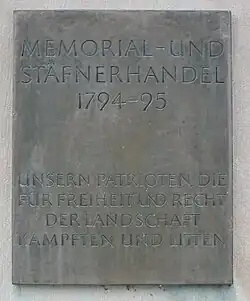 MEMORIAL-UND
STÄFNERHANDEL
1794-95
UNSERN PATRIOTEN, DIE
FÜR FREIHEIT UND RECHT
DER LANDSCHAFT
KÄMPFTEN UND LITTEN